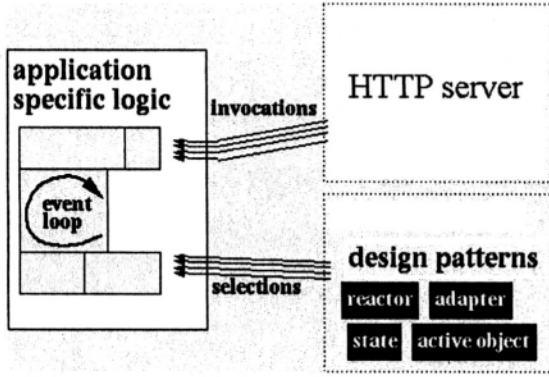 application
specific logic
invocations
HTTP server
event
loop
selections
design patterns
reactor adapter
state active object